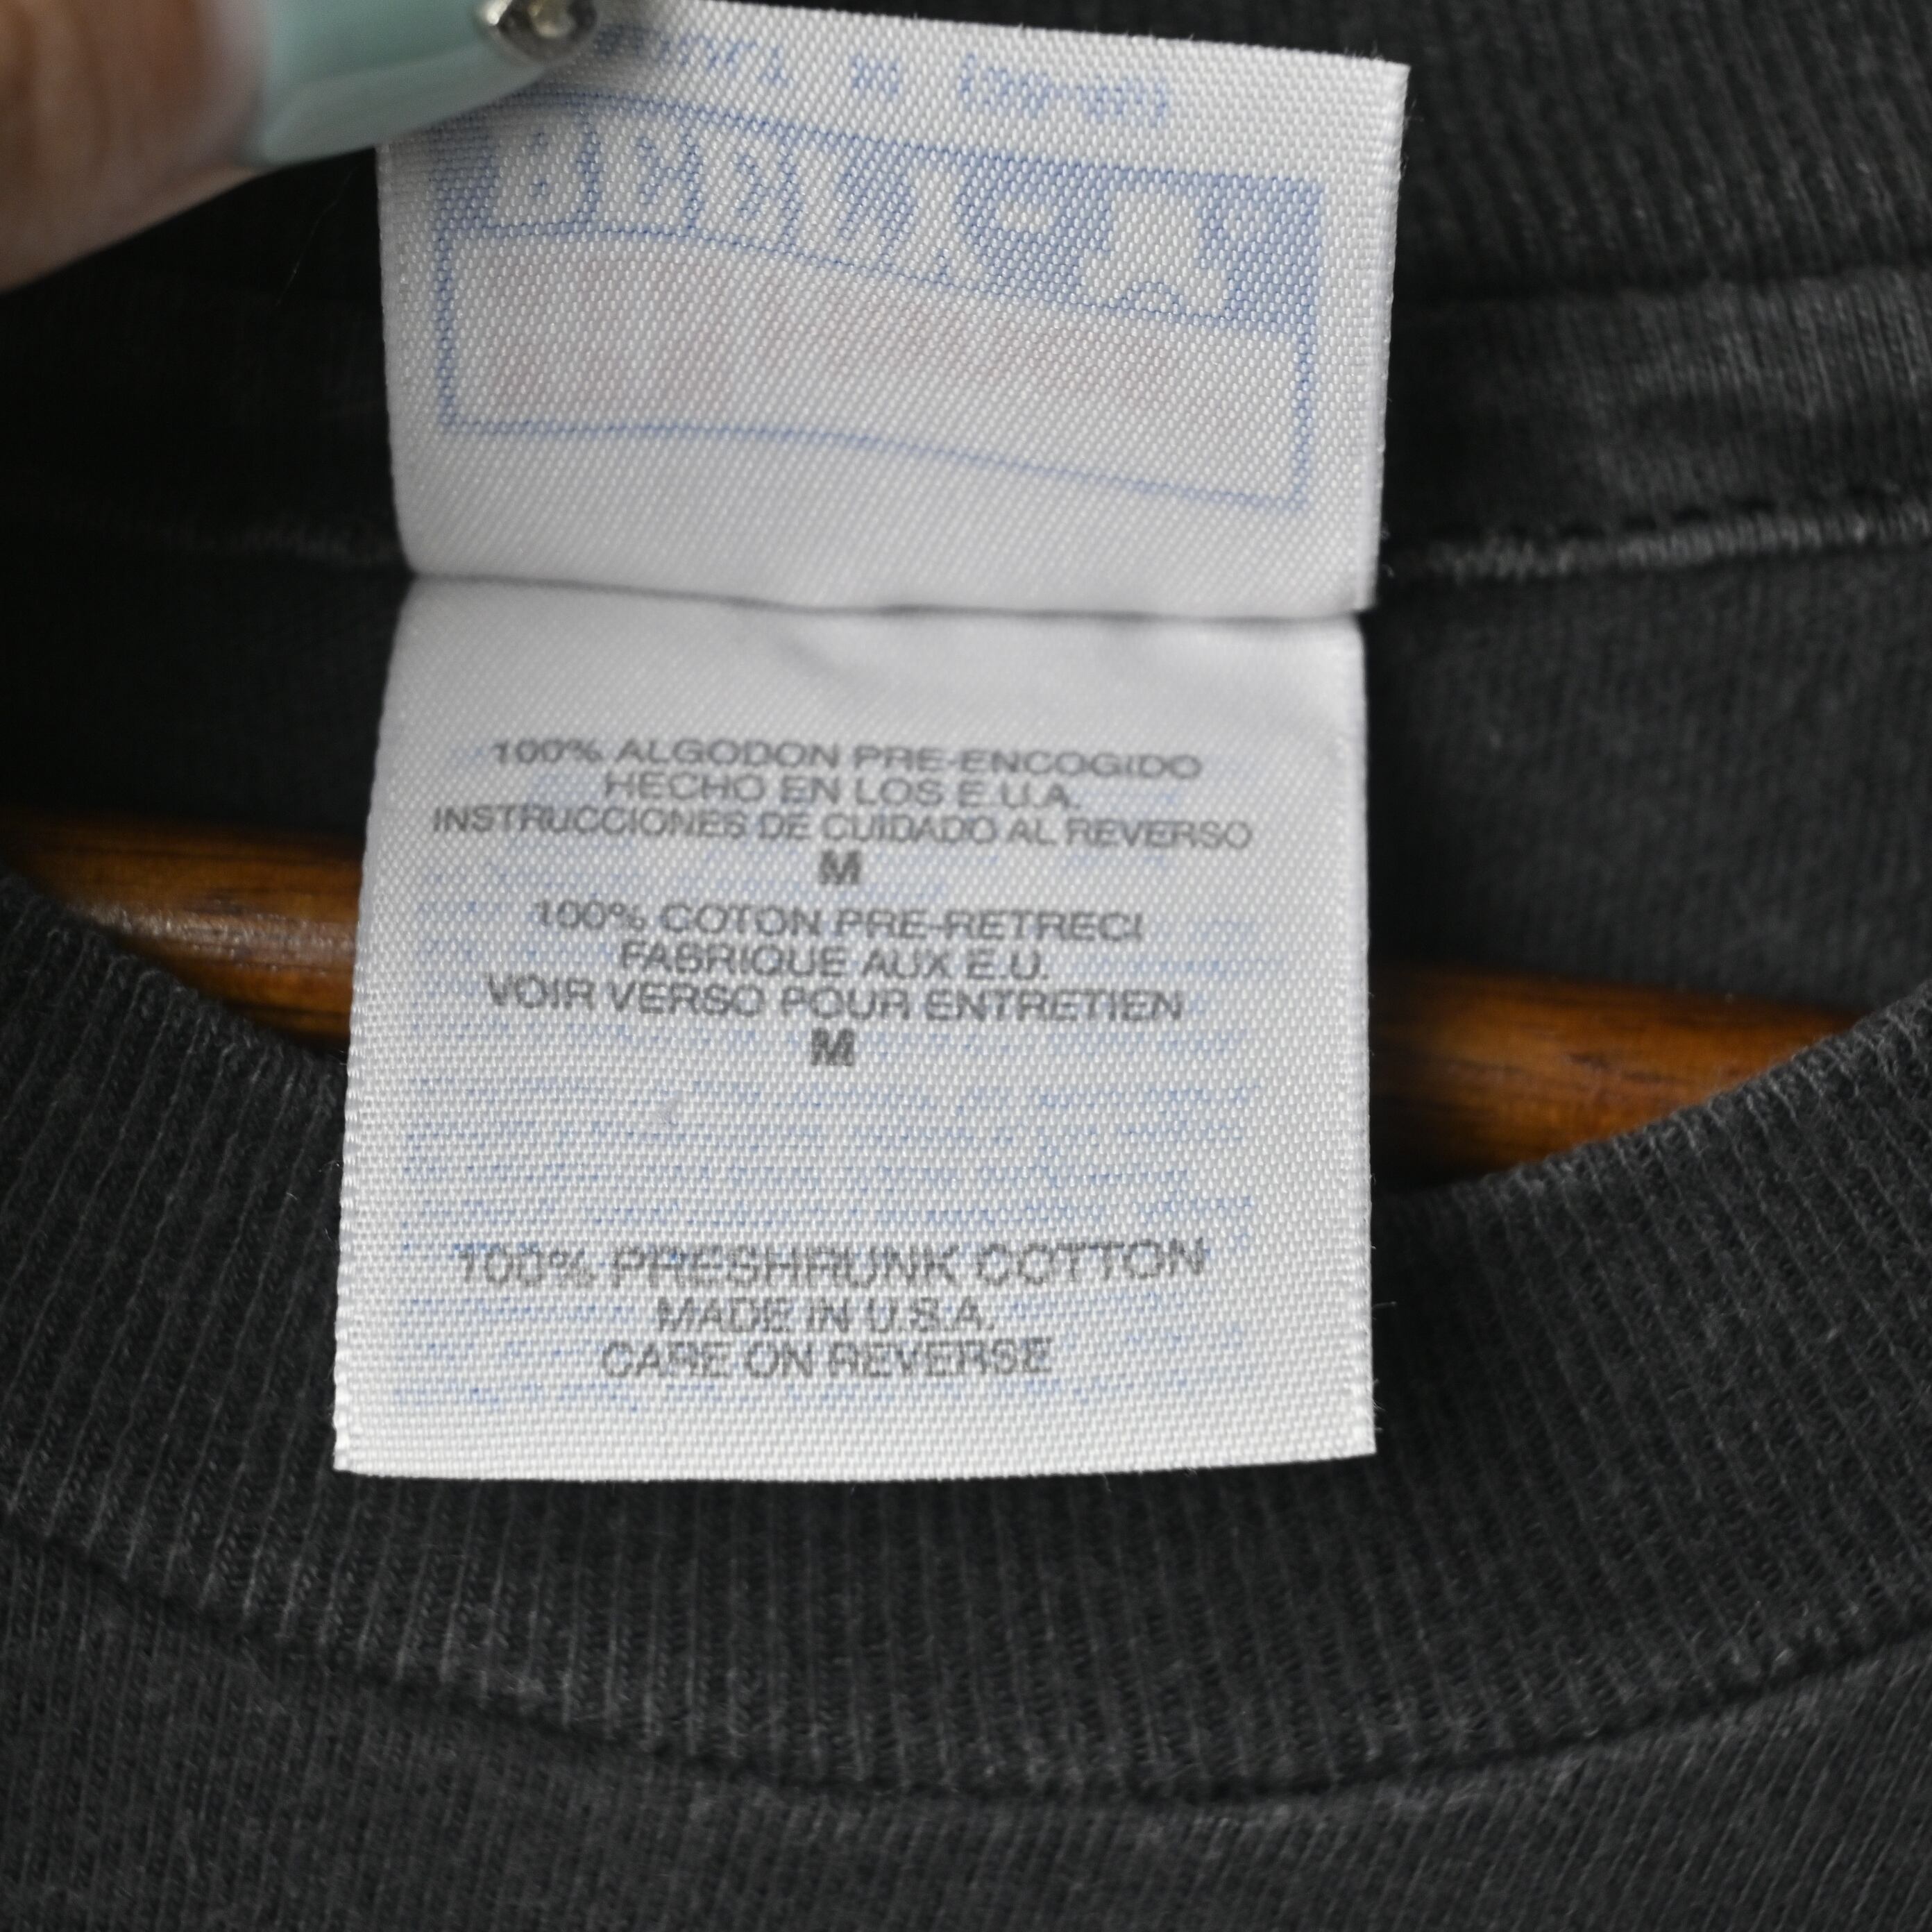 BEEFY-T
100% ALGODON PRE-ENCOGIDO
HECHO EN LOS E.U.A.
INSTRUCCIONES DE CUIDADO AL REVERSO
M
100% COTON PRE-RETRECI
FABRIQUE AUX E.U.
VOIR VERSO POUR ENTRETIEN
M
100% PRESHRUNK COTTON
MADE IN U.S.A.
CARE ON REVERSE